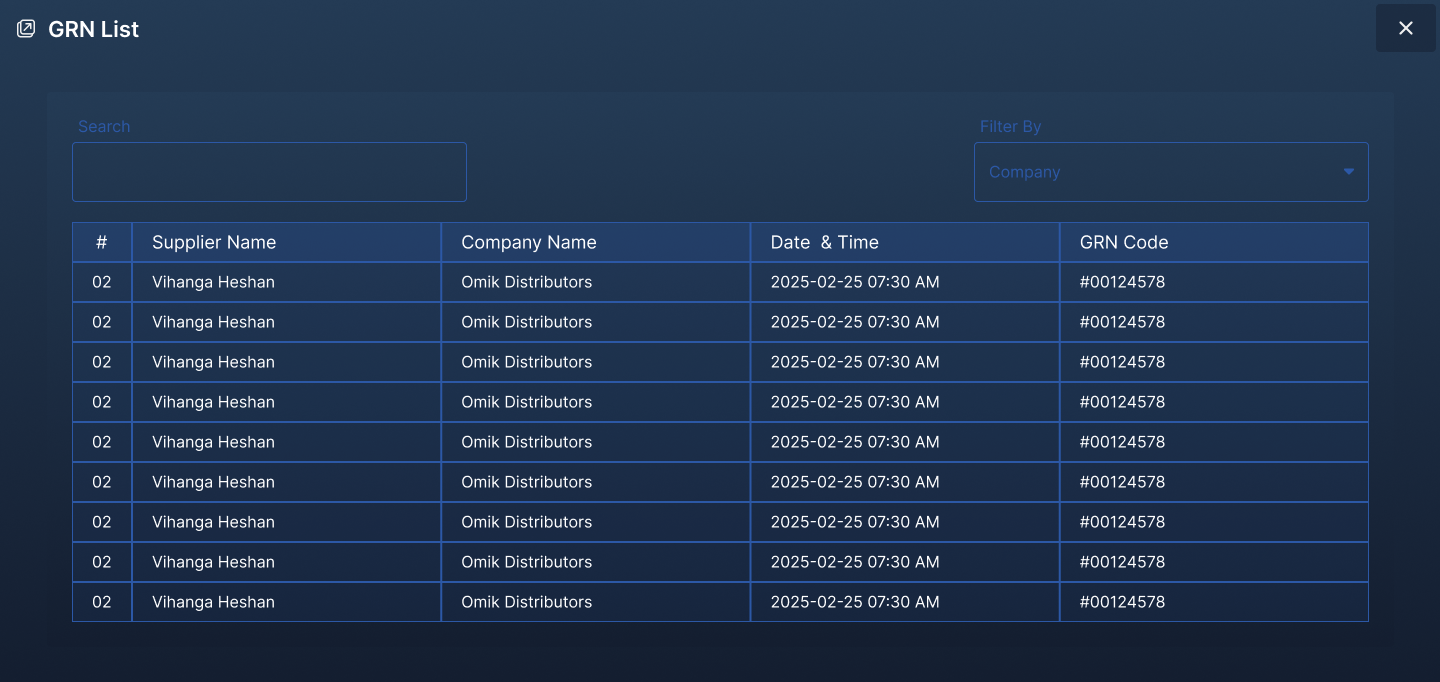 GRN List
Search
Filter By
Company
# Supplier Name Company Name Date & Time GRN Code
02 Vihanga Heshan Omik Distributors 2025-02-25 07:30 AM #00124578
02 Vihanga Heshan Omik Distributors 2025-02-25 07:30 AM #00124578
02 Vihanga Heshan Omik Distributors 2025-02-25 07:30 AM #00124578
02 Vihanga Heshan Omik Distributors 2025-02-25 07:30 AM #00124578
02 Vihanga Heshan Omik Distributors 2025-02-25 07:30 AM #00124578
02 Vihanga Heshan Omik Distributors 2025-02-25 07:30 AM #00124578
02 Vihanga Heshan Omik Distributors 2025-02-25 07:30 AM #00124578
02 Vihanga Heshan Omik Distributors 2025-02-25 07:30 AM #00124578
02 Vihanga Heshan Omik Distributors 2025-02-25 07:30 AM #00124578